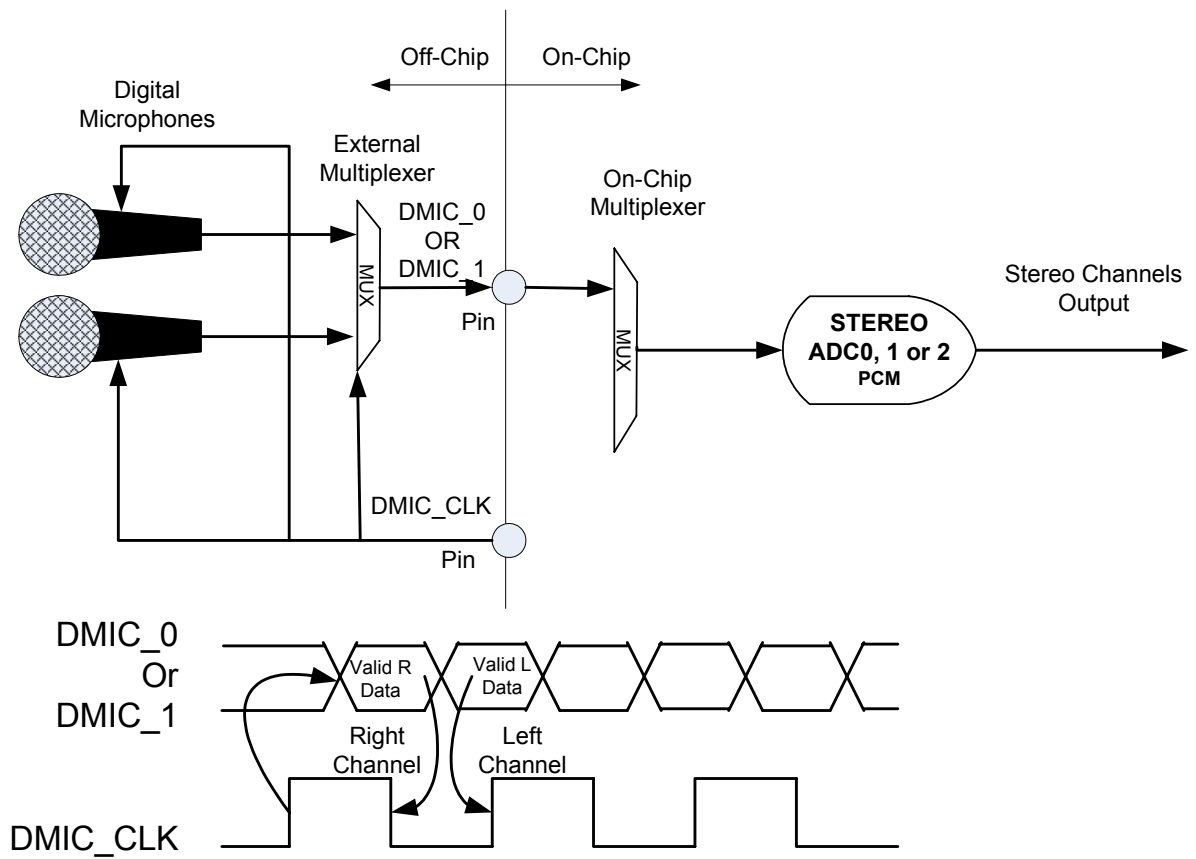 Off-Chip
On-Chip
Digital
Microphones
External
Multiplexer
DMIC_0
OR
DMIC_1
On-Chip
Multiplexer
MUX
Pin
MUX
STEREO
ADC0, 1 or 2
PCM
Stereo Channels
Output
DMIC_CLK
Pin
DMIC_0
Or
DMIC_1
Valid R
Data
Valid L
Data
Right
Channel
Left
Channel
DMIC_CLK